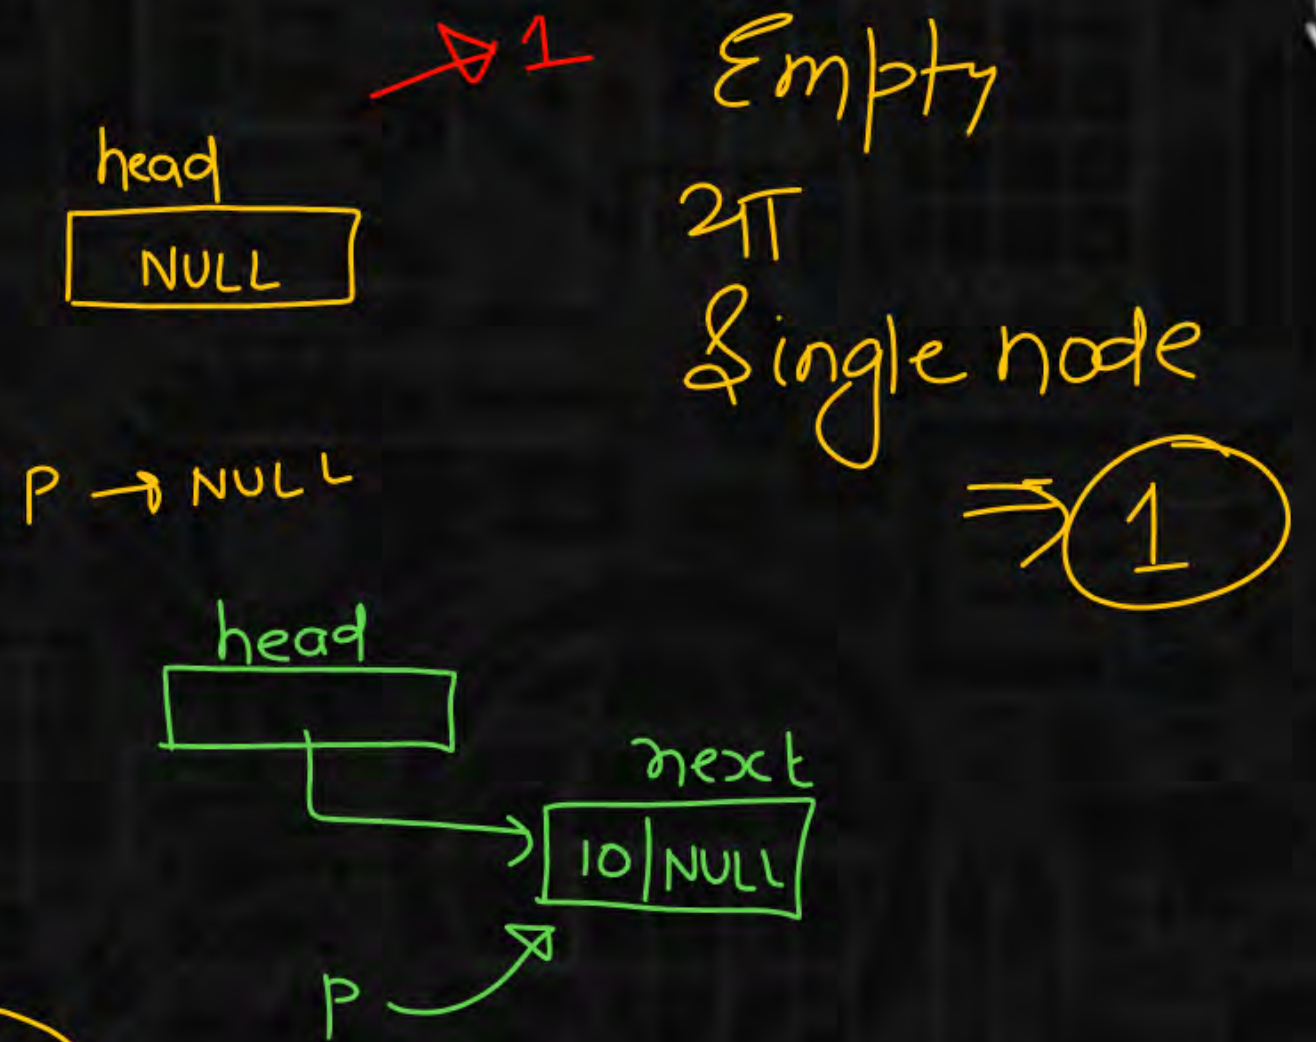 1
Empty
head
NULL
या
Single node
P → NULL
⇒ 1
head
next
10 | NULL
P